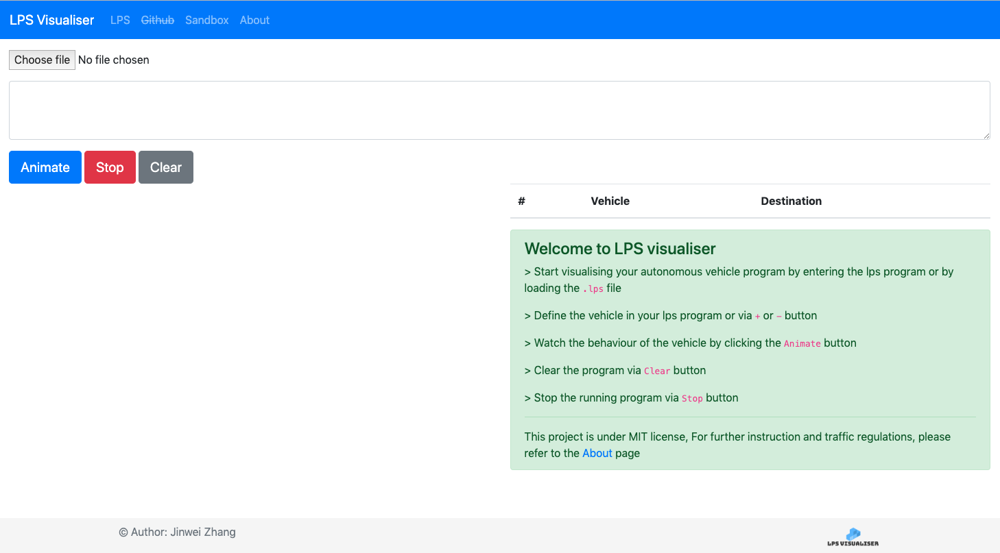 LPS Visualiser LPS Github Sandbox About
Choose file No file chosen
Animate Stop Clear
# Vehicle Destination
Welcome to LPS visualiser
> Start visualising your autonomous vehicle program by entering the lps program or by
loading the .lps file
> Define the vehicle in your lps program or via + or - button
> Watch the behaviour of the vehicle by clicking the Animate button
> Clear the program via Clear button
> Stop the running program via Stop button
This project is under MIT license, For further instruction and traffic regulations, please
refer to the About page
© Author: Jinwei Zhang
LPS VISUALISER